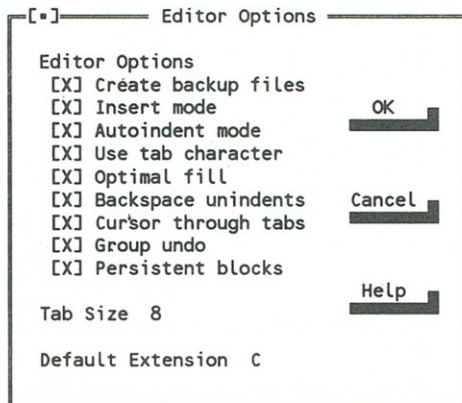 [▪] Editor Options
Editor Options
[X] Create backup files
[X] Insert mode
OK
[X] Autoindent mode
[X] Use tab character
[X] Optimal fill
[X] Backspace unindents
Cancel
[X] Cursor through tabs
[X] Group undo
[X] Persistent blocks
Help
Tab Size 8
Default Extension C